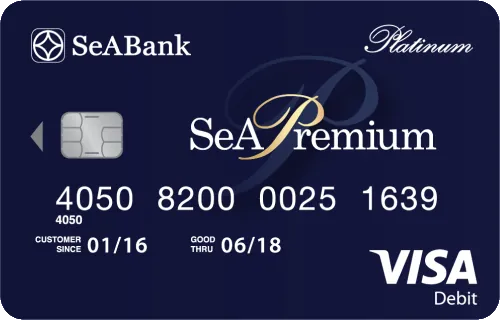 SeABank Platinum
SeAPremium
4050 8200 0025 1639
4050
CUSTOMER SINCE 01/16 GOOD THRU 06/18
VISA
Debit